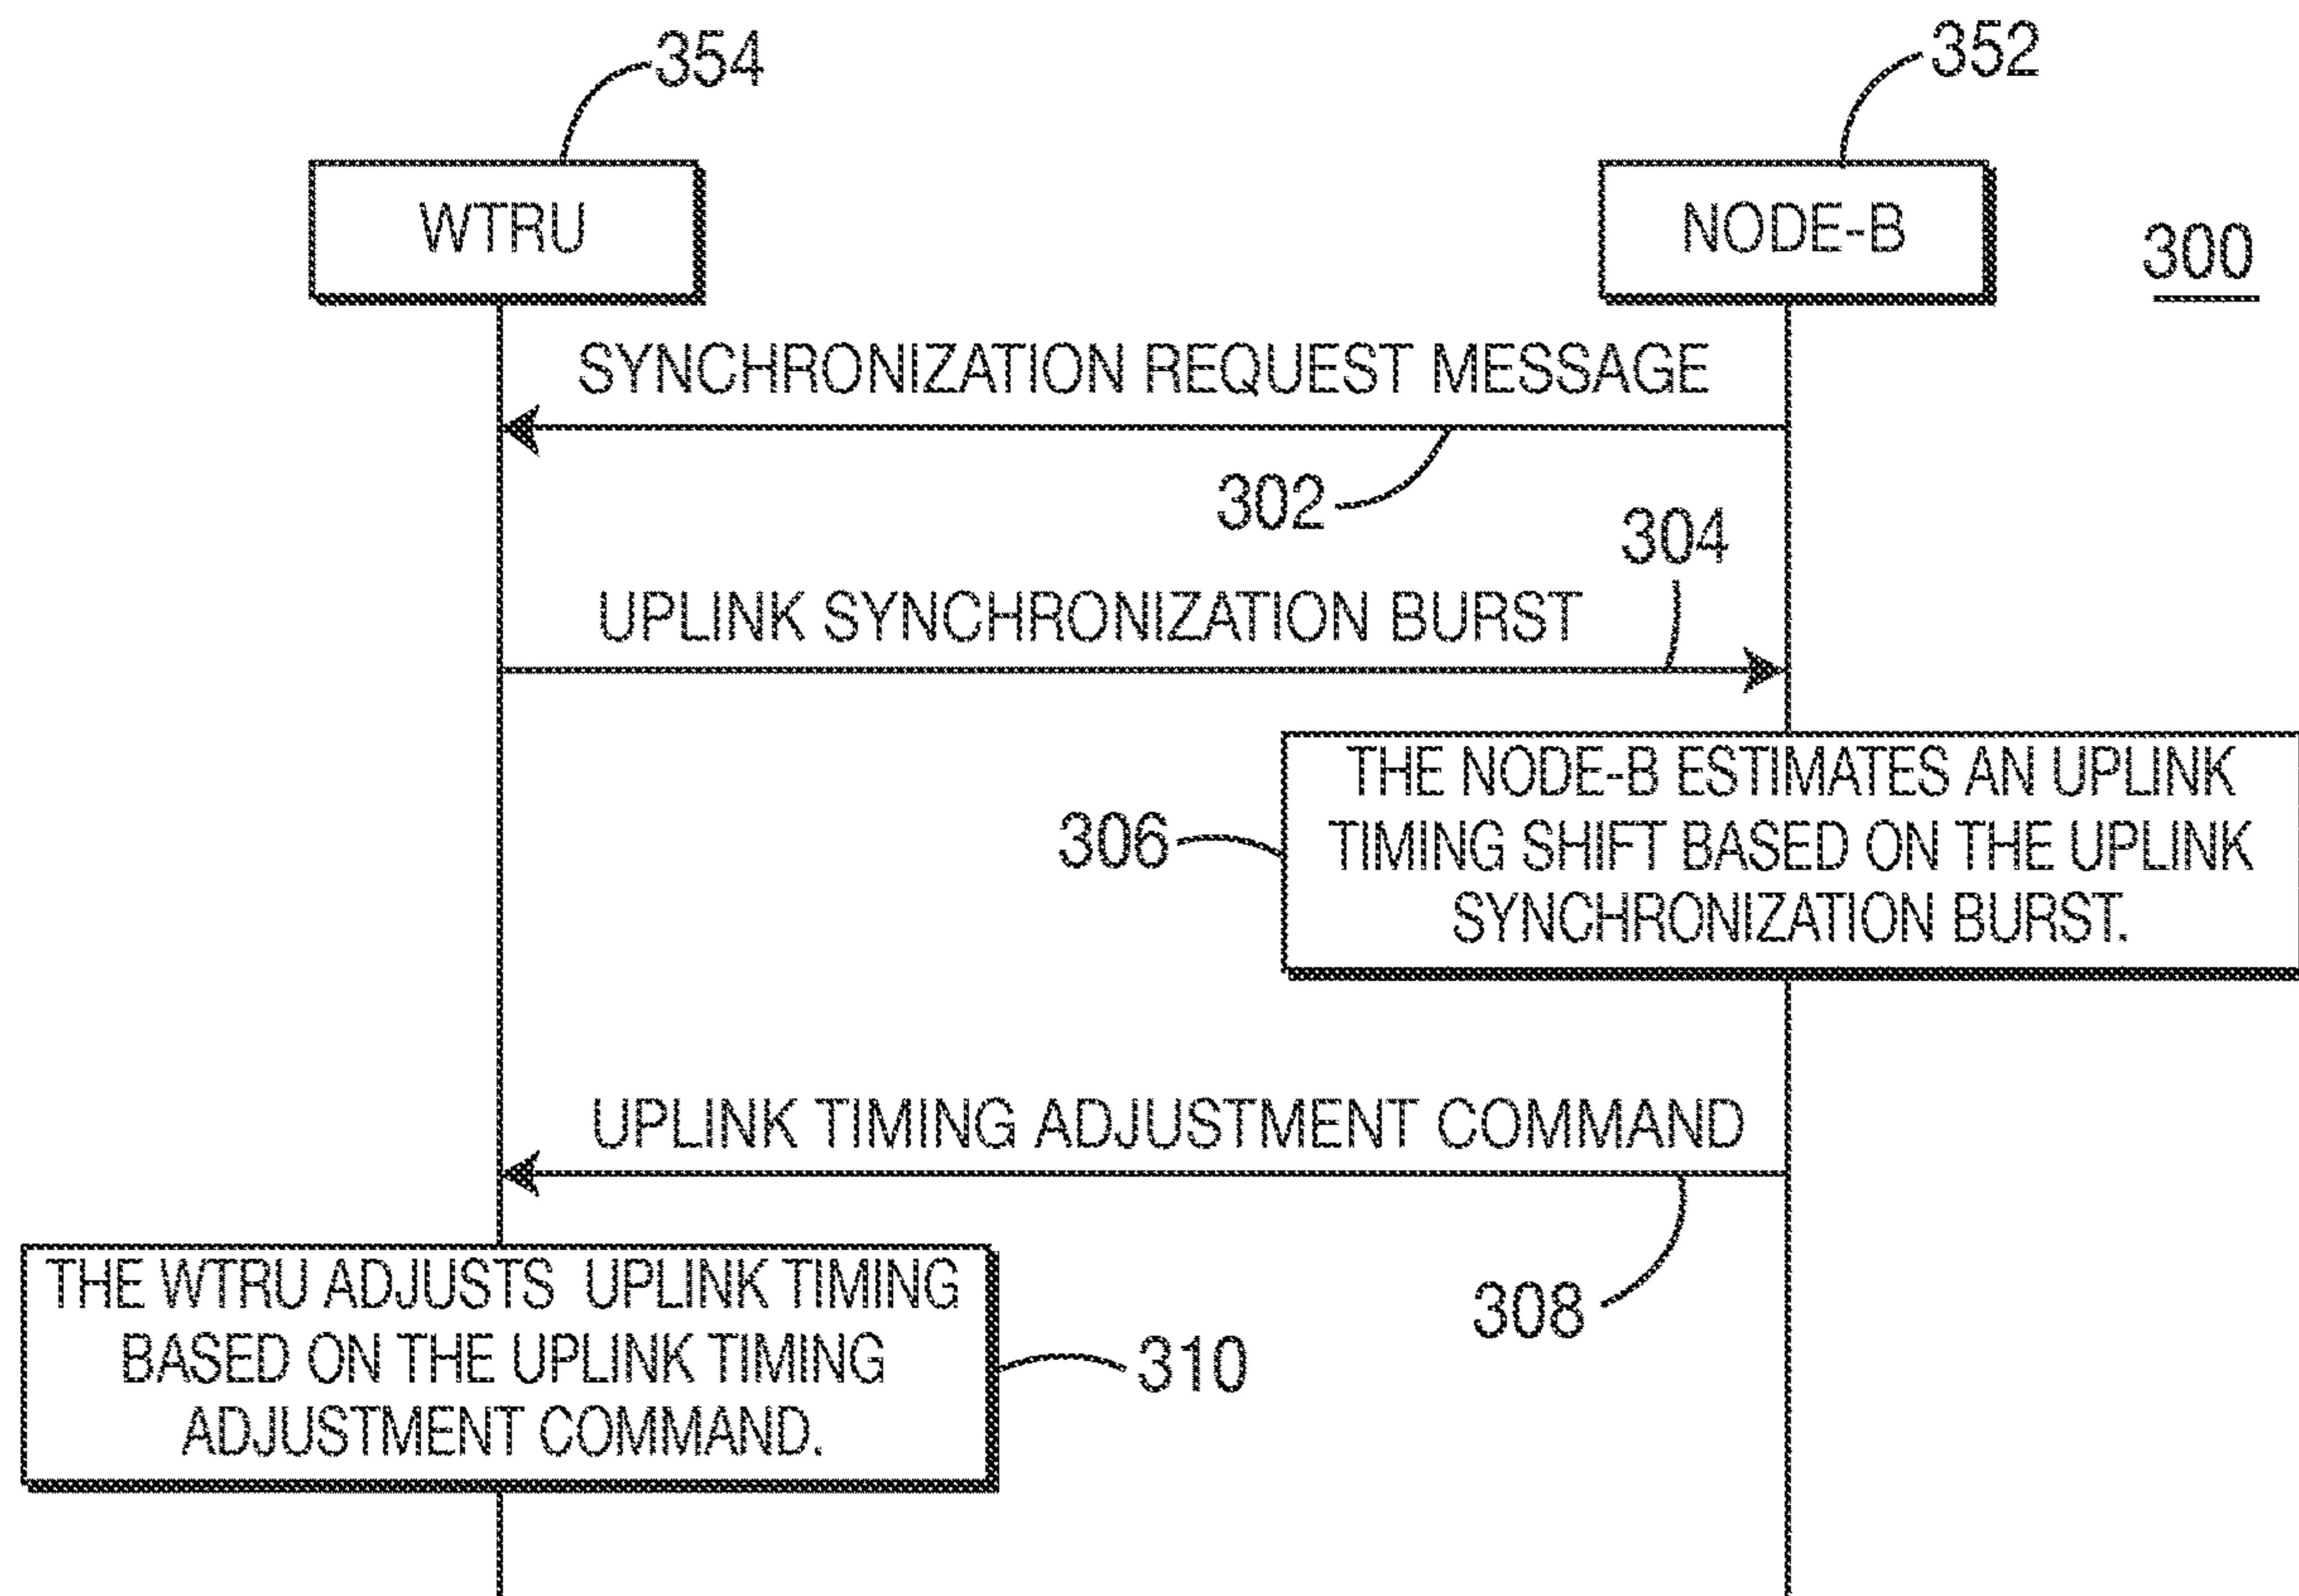 354
352
WTRU
NODE-B
300
SYNCHRONIZATION REQUEST MESSAGE
302
304
UPLINK SYNCHRONIZATION BURST
THE NODE-B ESTIMATES AN UPLINK
TIMING SHIFT BASED ON THE UPLINK
SYNCHRONIZATION BURST.
306
UPLINK TIMING ADJUSTMENT COMMAND
308
THE WTRU ADJUSTS UPLINK TIMING
BASED ON THE UPLINK TIMING
ADJUSTMENT COMMAND.
310